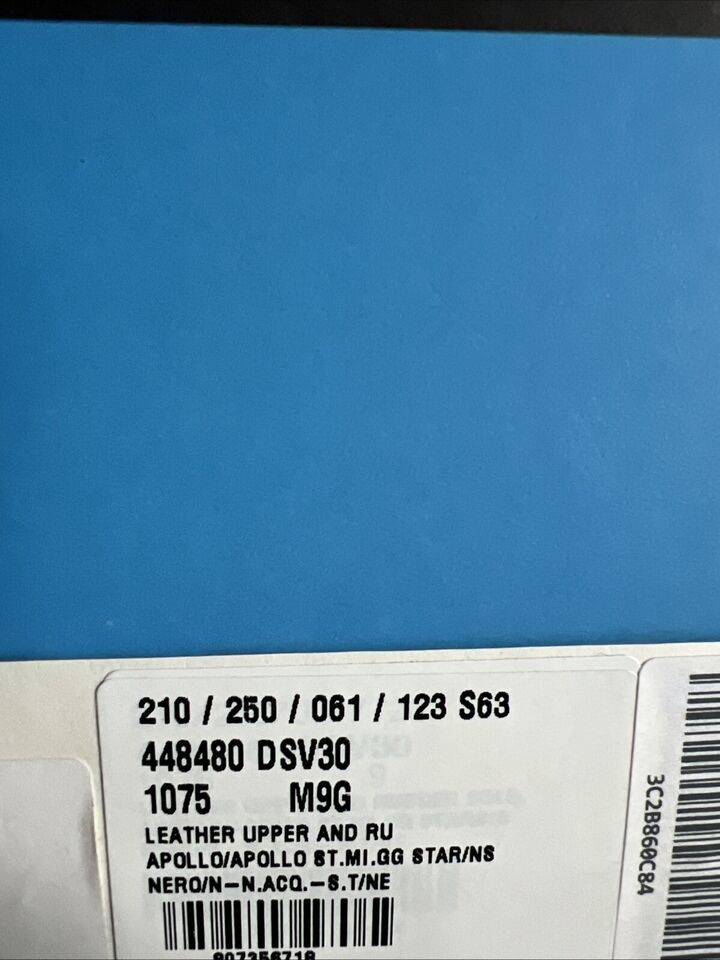 210 / 250 / 061 / 123 S63
448480 DSV30
1075 M9G
LEATHER UPPER AND RU
APOLLO/APOLLO ST.MI.GG STAR/NS
NERO/N-N.ACQ.-S.T/NE
807356718
3C2B860C84